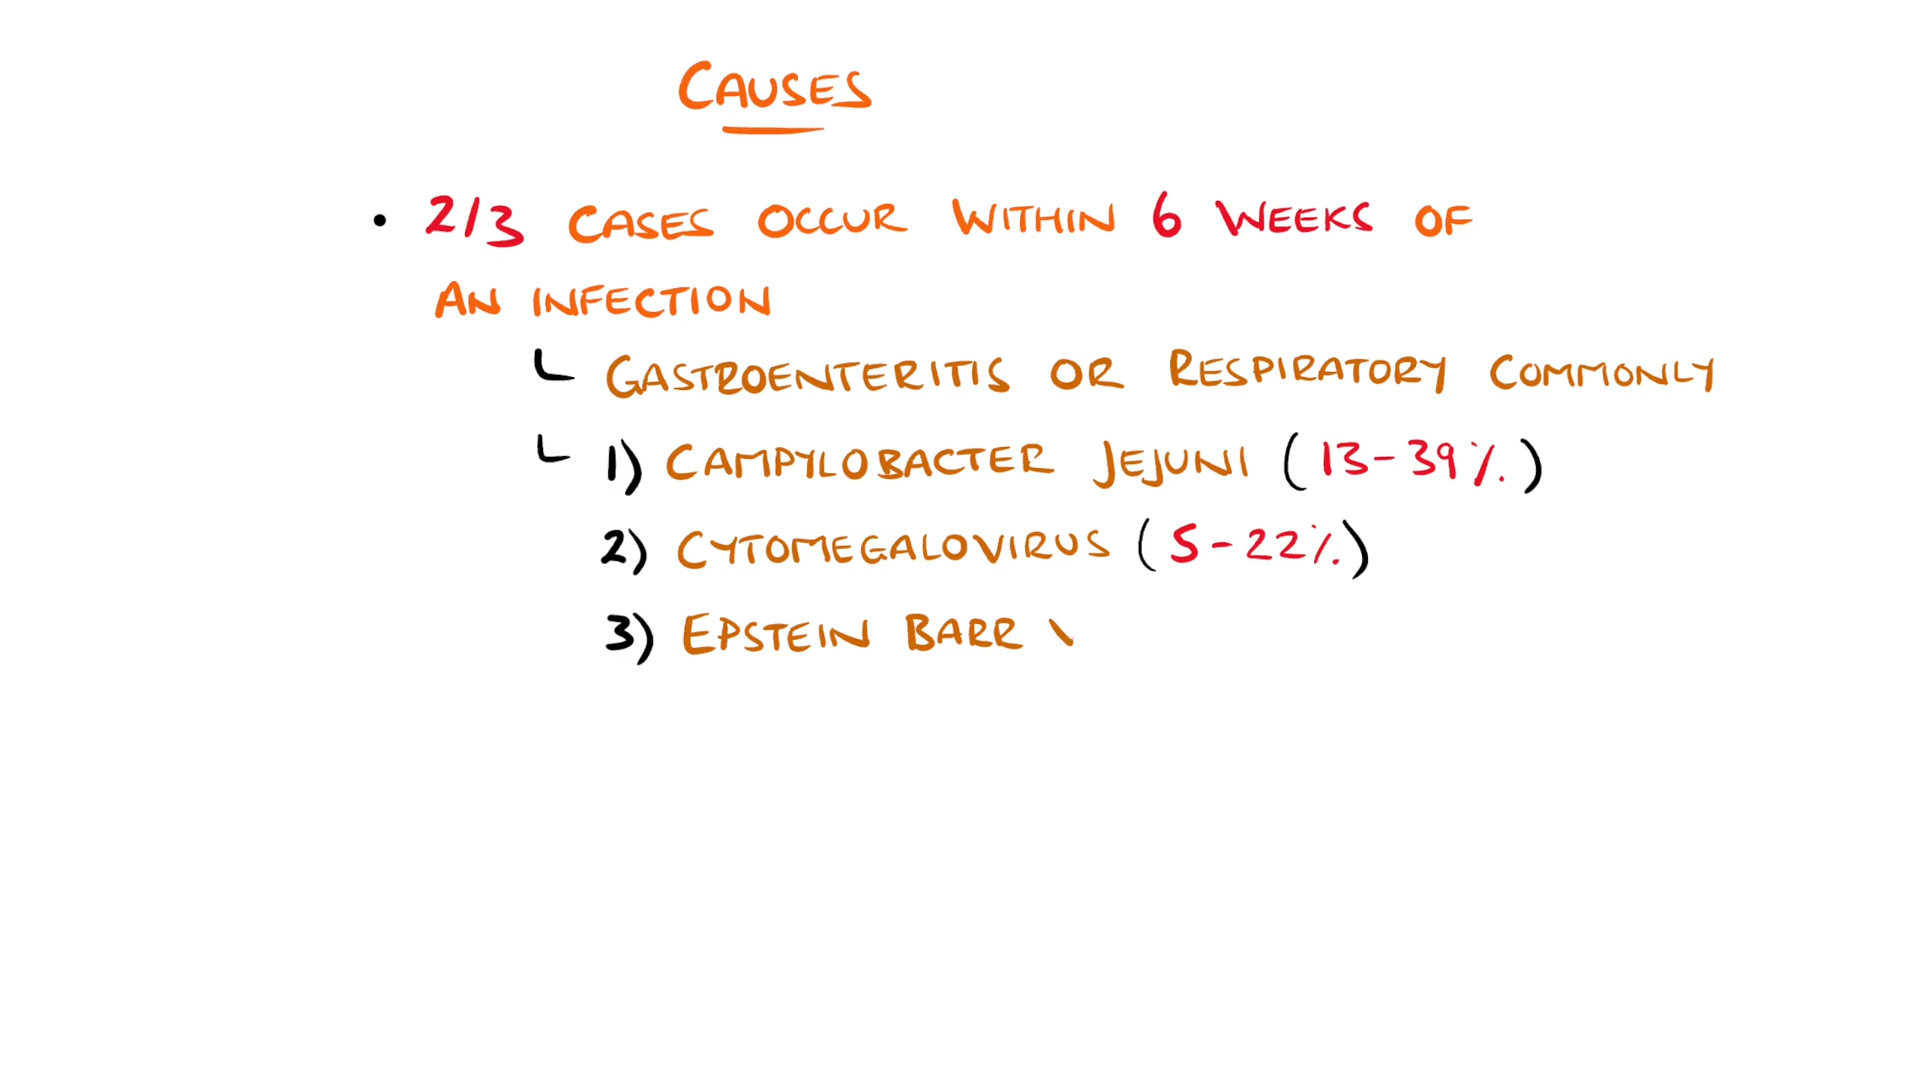 CAUSES
• 2/3 CASES OCCUR WITHIN 6 WEEKS OF
AN INFECTION
GASTROENTERITIS OR RESPIRATORY COMMONLY
1) CAMPYLOBACTER JEJUNI (13-39%)
2) CYTOMEGALOVIRUS (5-22%)
3) EPSTEIN BARR